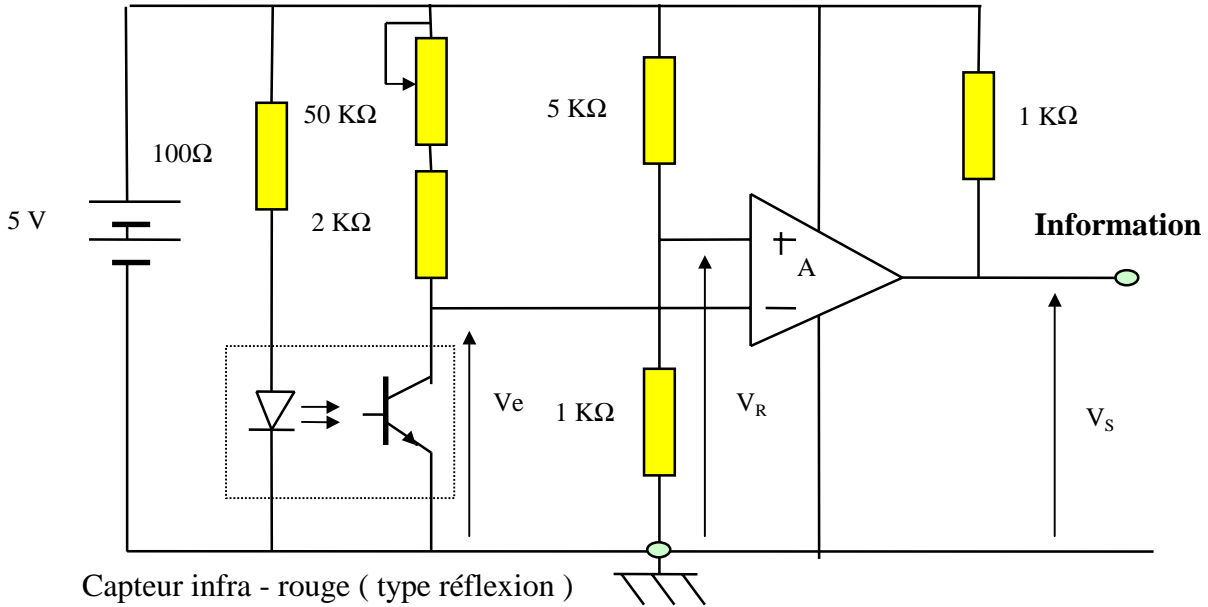 50 KΩ
5 KΩ
1 KΩ
100Ω
5 V
2 KΩ
Information
+
A
−
Ve
1 KΩ
V_R
V_S
Capteur infra - rouge ( type réflexion )